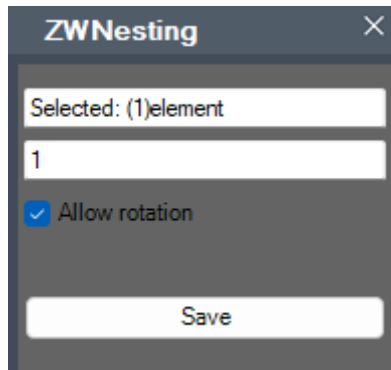 ZWNesting
Selected: (1)element
1
Allow rotation
Save